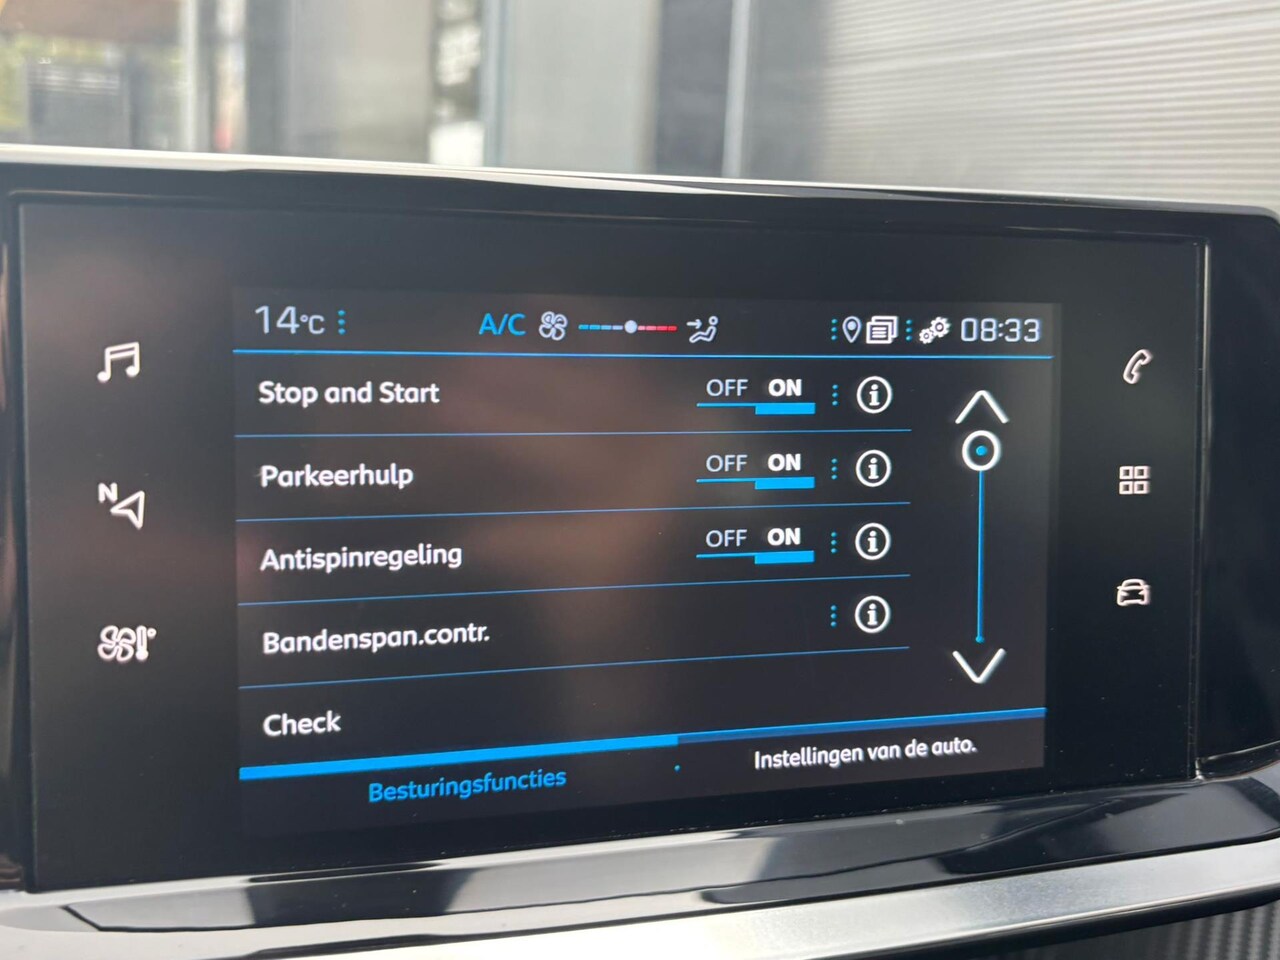 14°C A/C 08:33
Stop and Start OFF ON
Parkeerhulp OFF ON
Antispinregeling OFF ON
Bandenspan.contr.
Check
Besturingsfuncties Instellingen van de auto.
N